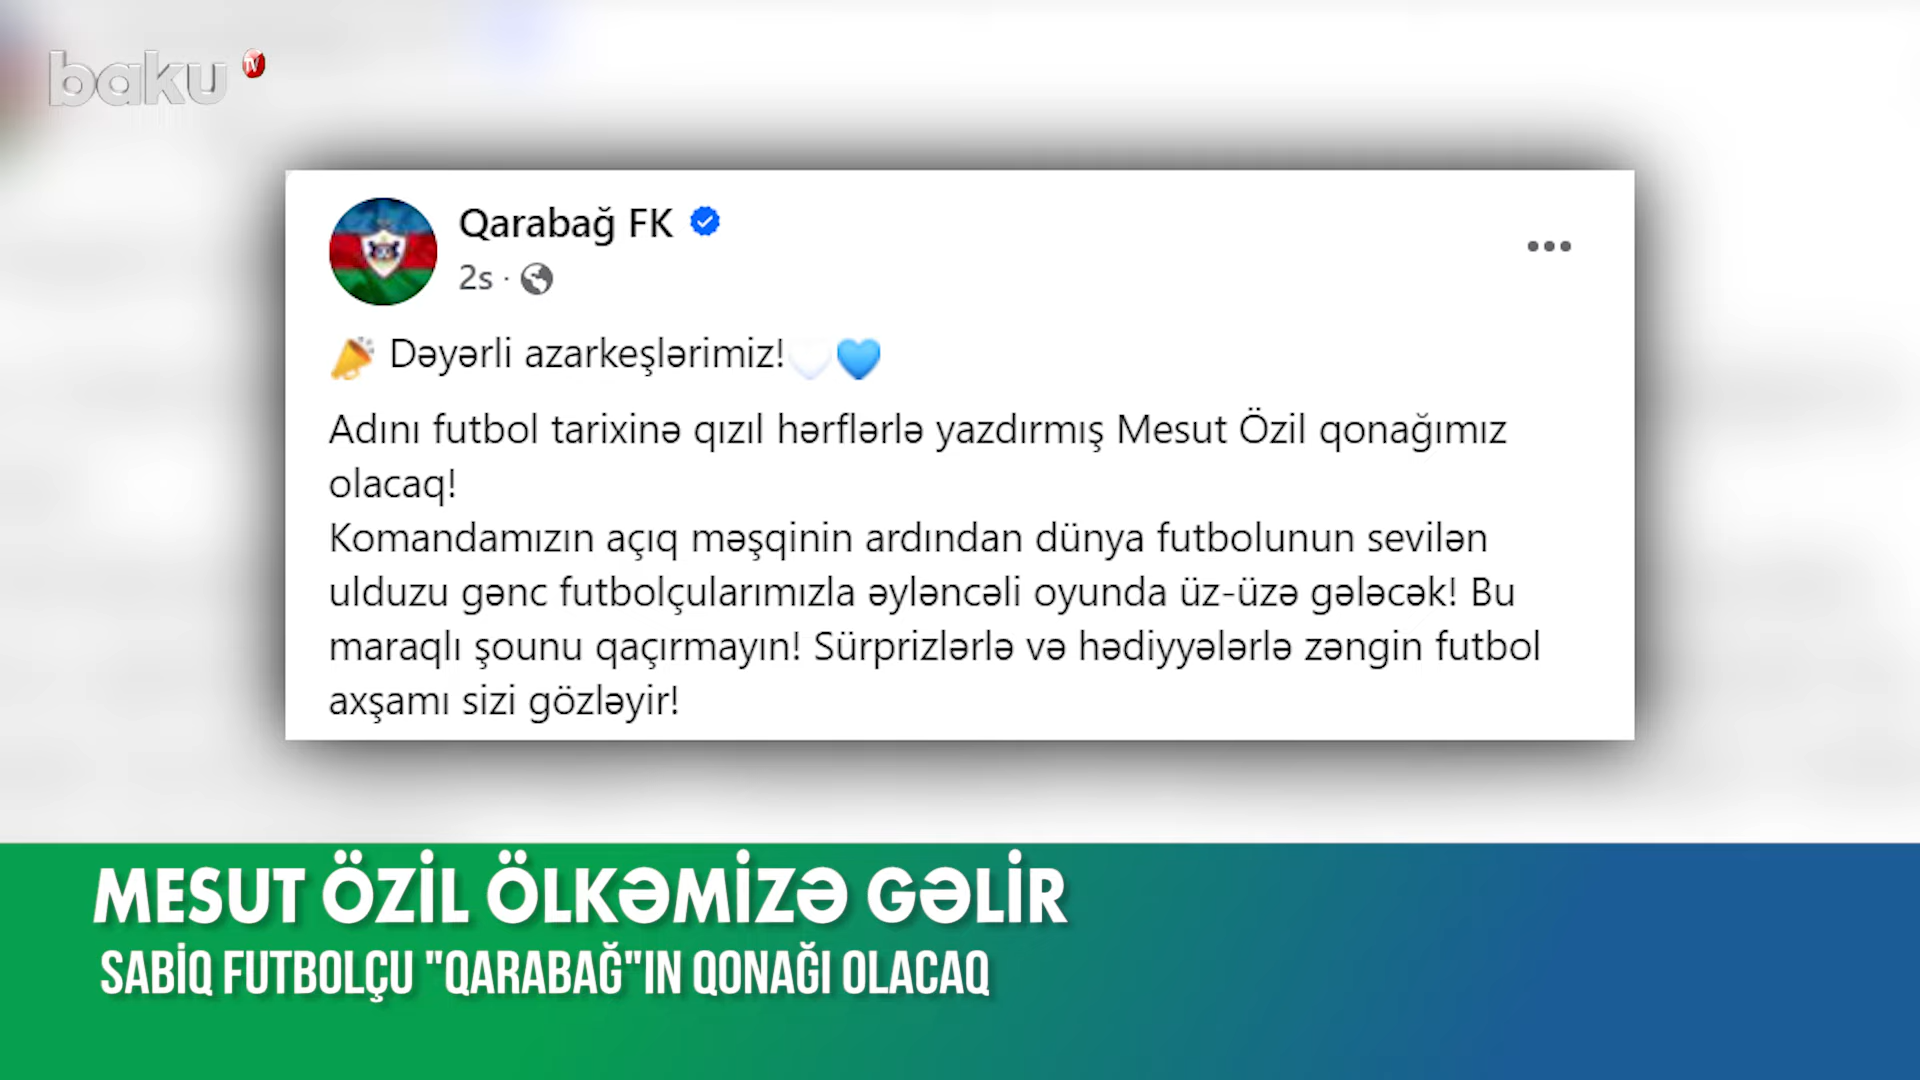 baku TV
Qarabağ FK
2s ·
📣 Dəyərli azarkeşlərimiz!🤍💙
Adını futbol tarixinə qızıl hərflərlə yazdırmış Mesut Özil qonağımız
olacaq!
Komandamızın açıq məşqinin ardından dünya futbolunun sevilən
ulduzu gənc futbolçularımızla əyləncəli oyunda üz-üzə gələcək! Bu
maraqlı şounu qaçırmayın! Sürprizlərlə və hədiyyələrlə zəngin futbol
axşamı sizi gözləyir!
MESUT ÖZİL ÖLKƏMİZƏ GƏLİR
SABİQ FUTBOLÇU "QARABAĞ"IN QONAĞI OLACAQ